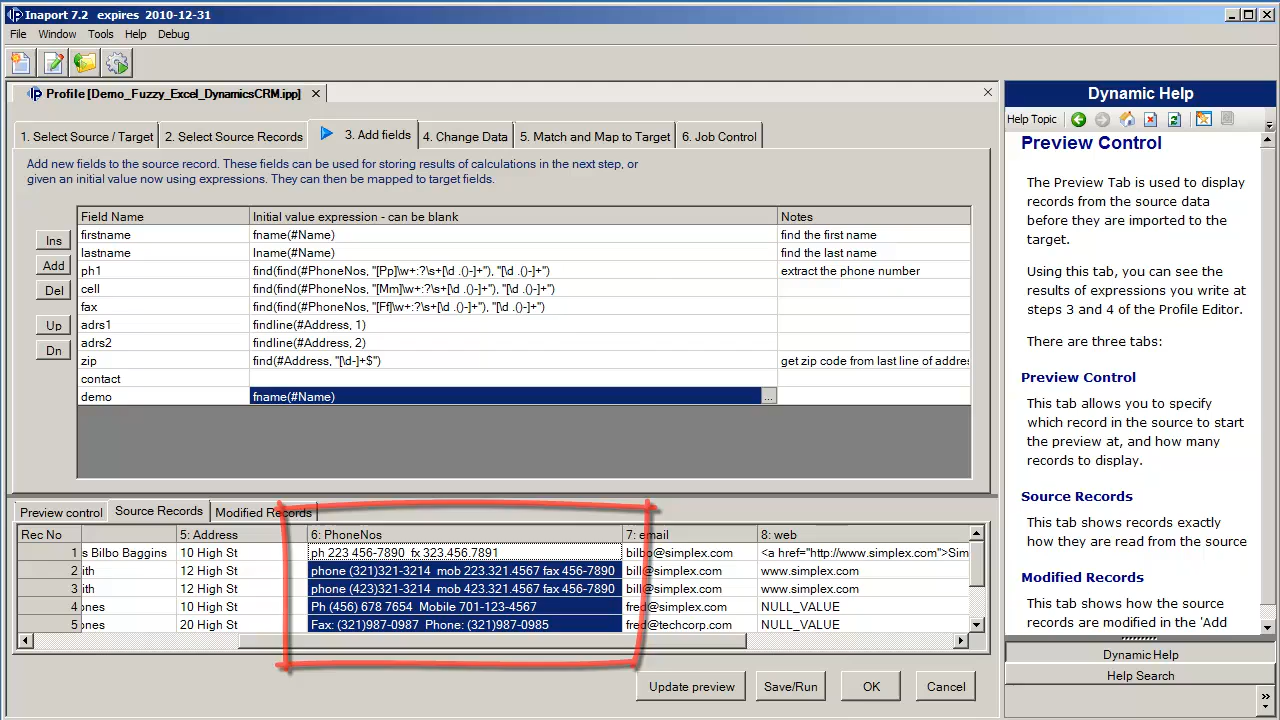 Inaport 7.2 expires 2010-12-31
File Window Tools Help Debug
Profile [Demo_Fuzzy_Excel_DynamicsCRM.ipp]
1. Select Source / Target 2. Select Source Records 3. Add fields 4. Change Data 5. Match and Map to Target 6. Job Control
Add new fields to the source record. These fields can be used for storing results of calculations in the next step, or
given an initial value now using expressions. They can then be mapped to target fields.
Field Name Initial value expression - can be blank Notes
Ins
Add
Del
Up
Dn
firstname fname(#Name) find the first name
lastname lname(#Name) find the last name
ph1 find(find(#PhoneNos, "[Pp]\w+:?\s+[\d .()-]+"), "[\d .()-]+") extract the phone number
cell find(find(#PhoneNos, "[Mm]\w+:?\s+[\d .()-]+"), "[\d .()-]+")
fax find(find(#PhoneNos, "[Ff]\w+:?\s+[\d .()-]+"), "[\d .()-]+")
adrs1 findline(#Address, 1)
adrs2 findline(#Address, 2)
zip find(#Address, "[\d-]+$") get zip code from last line of addre
contact
demo fname(#Name) ...
Preview control Source Records Modified Records
Rec No 5: Address 6: PhoneNos 7: email 8: web
1 s Bilbo Baggins 10 High St ph 223 456-7890 fx 323.456.7891 bilbo@simplex.com <a href="http://www.simplex.com">Sim
2 ith 12 High St phone (321)321-3214 mob 223.321.4567 fax 456-7890 bill@simplex.com www.simplex.com
3 ith 12 High St phone (423)321-3214 mob 423.321.4567 fax 456-7890 bill@simplex.com www.simplex.com
4 ones 10 High St Ph (456) 678 7654 Mobile 701-123-4567 fred@simplex.com NULL_VALUE
5 ones 20 High St Fax: (321)987-0987 Phone: (321)987-0985 fred@techcorp.com NULL_VALUE
Update preview Save/Run OK Cancel
Dynamic Help
Help Topic
Preview Control
The Preview Tab is used to display
records from the source data
before they are imported to the
target.
Using this tab, you can see the
results of expressions you write at
steps 3 and 4 of the Profile Editor.
There are three tabs:
Preview Control
This tab allows you to specify
which record in the source to start
the preview at, and how many
records to display.
Source Records
This tab shows records exactly
how they are read from the source
Modified Records
This tab shows how the source
records are modified in the 'Add
Dynamic Help
Help Search